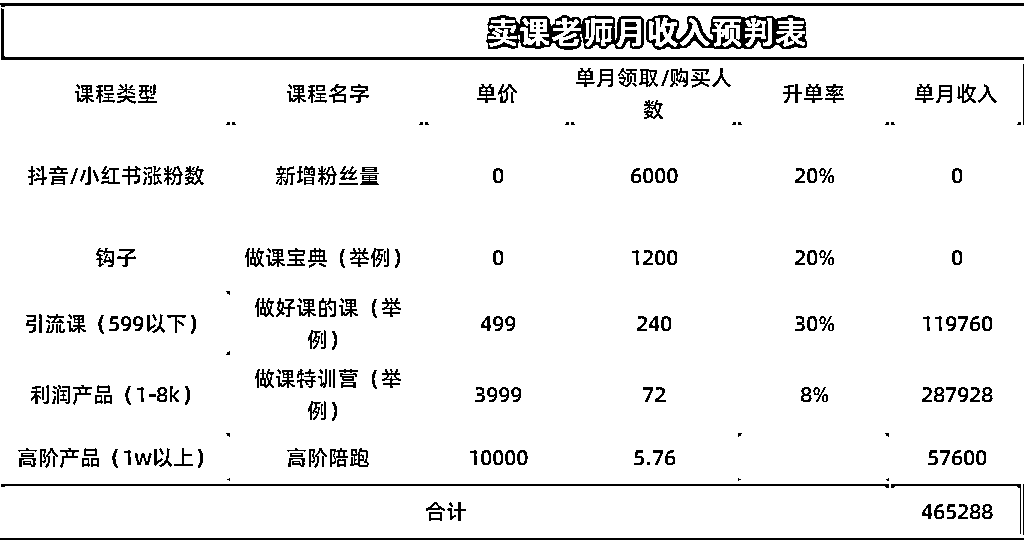 卖课老师月收入预判表
课程类型 课程名字 单价 单月领取/购买人数 升单率 单月收入
抖音/小红书涨粉数 新增粉丝量 0 6000 20% 0
钩子 做课宝典（举例） 0 1200 20% 0
引流课（599以下） 做好课的课（举例） 499 240 30% 119760
利润产品（1-8k） 做课特训营（举例） 3999 72 8% 287928
高阶产品（1w以上） 高阶陪跑 10000 5.76 57600
合计 465288